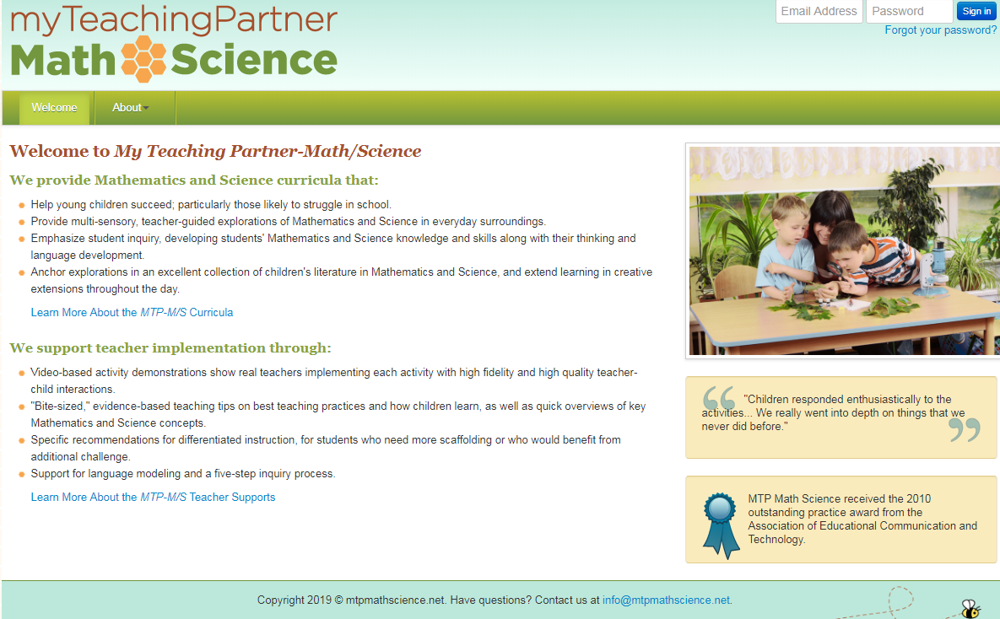 myTeachingPartner
Math Science
Email Address Password Sign in
Forgot your password?
Welcome About
Welcome to My Teaching Partner-Math/Science
We provide Mathematics and Science curricula that:
Help young children succeed; particularly those likely to struggle in school.
Provide multi-sensory, teacher-guided explorations of Mathematics and Science in everyday surroundings.
Emphasize student inquiry, developing students' Mathematics and Science knowledge and skills along with their thinking and
language development.
Anchor explorations in an excellent collection of children's literature in Mathematics and Science, and extend learning in creative
extensions throughout the day.
Learn More About the MTP-M/S Curricula
We support teacher implementation through:
Video-based activity demonstrations show real teachers implementing each activity with high fidelity and high quality teacher-
child interactions.
"Bite-sized," evidence-based teaching tips on best teaching practices and how children learn, as well as quick overviews of key
Mathematics and Science concepts.
Specific recommendations for differentiated instruction, for students who need more scaffolding or who would benefit from
additional challenge.
Support for language modeling and a five-step inquiry process.
Learn More About the MTP-M/S Teacher Supports
"Children responded enthusiastically to the
activities... We really went into depth on things that we
never did before."
MTP Math Science received the 2010
outstanding practice award from the
Association of Educational Communication and
Technology.
Copyright 2019 © mtpmathscience.net. Have questions? Contact us at info@mtpmathscience.net.